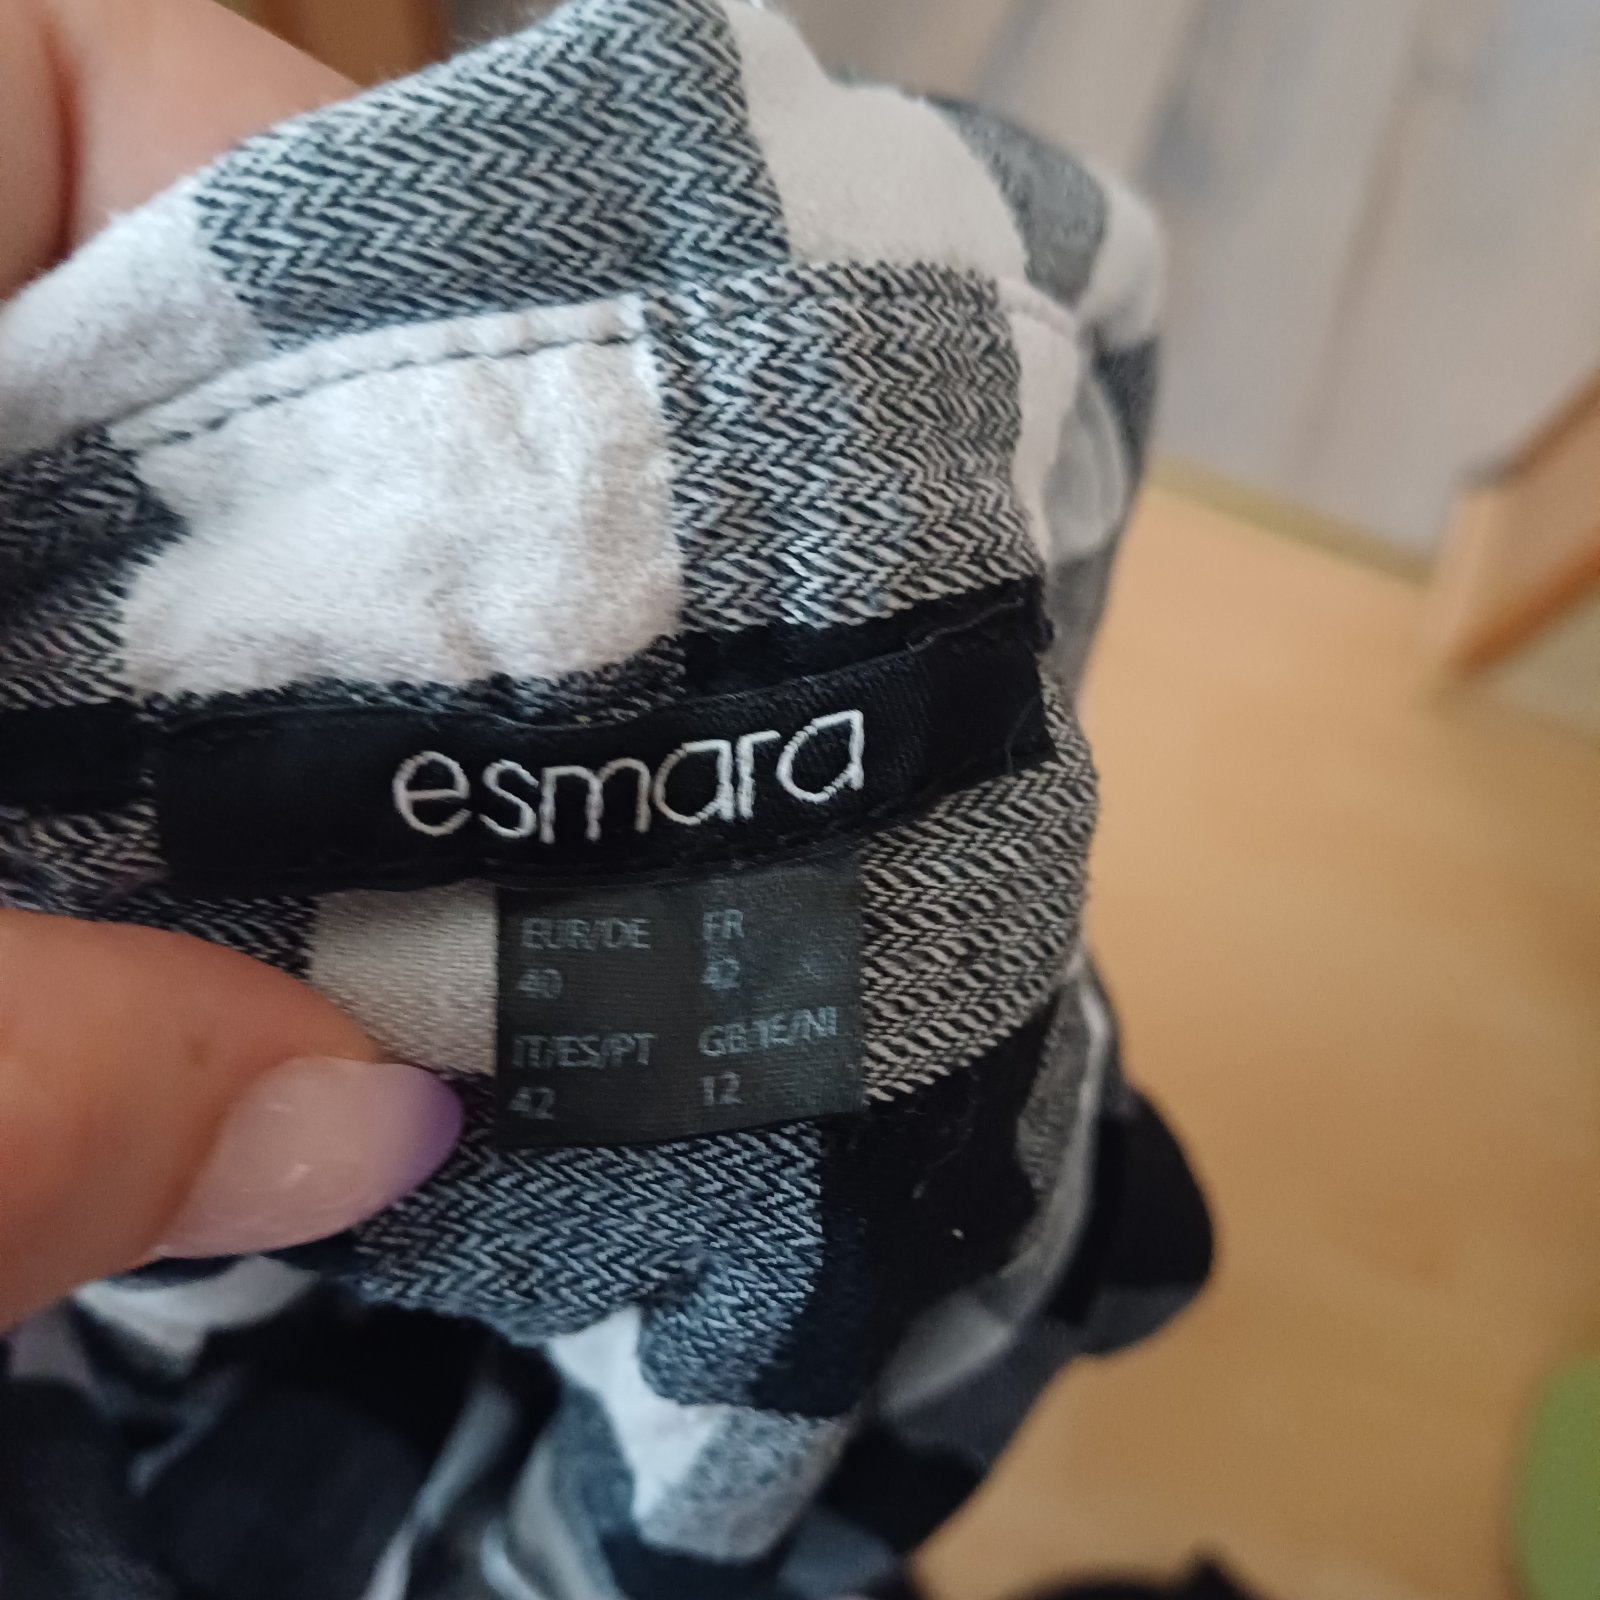 esmara
EUR/DE FR
40 42
IT/ES/PT GB/IE/NI
42 12